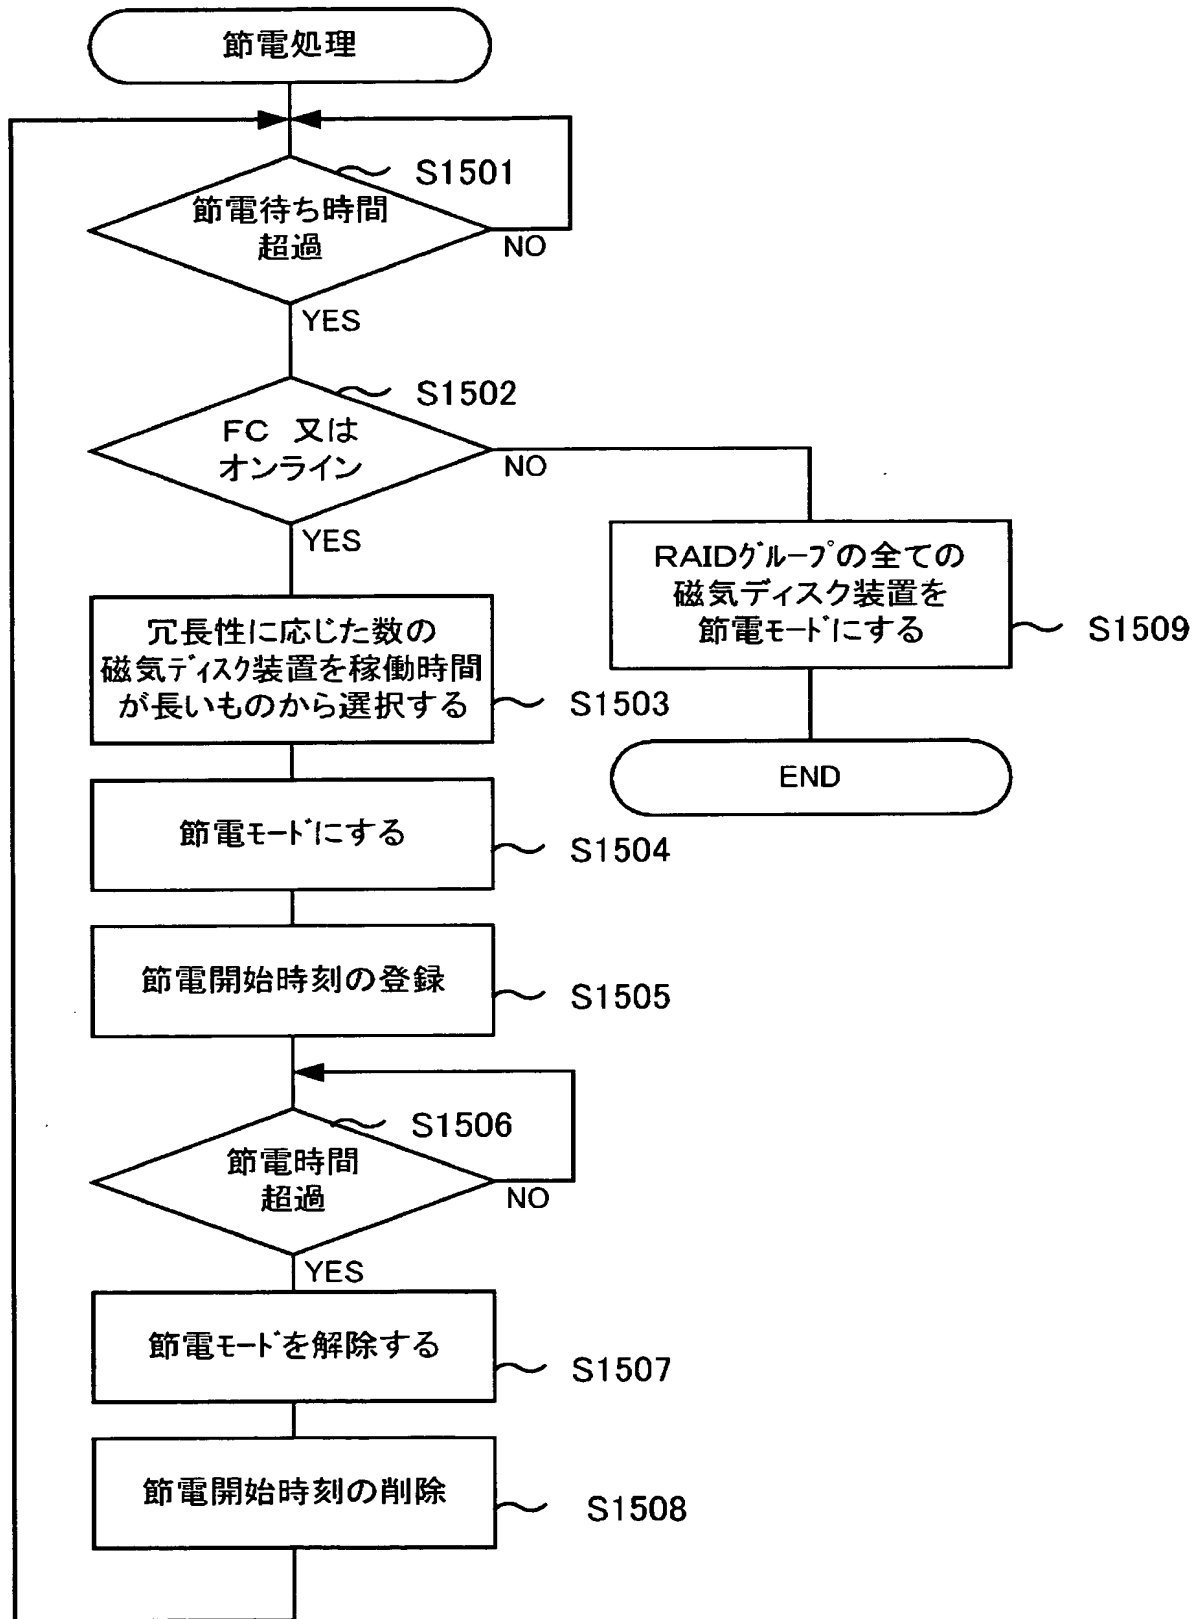 節電処理
S1501
節電待ち時間
超過
NO
YES
S1502
FC 又は
オンライン
NO
YES
RAIDグループの全ての
磁気ディスク装置を
節電モードにする
S1509
冗長性に応じた数の
磁気ディスク装置を稼働時間
が長いものから選択する
S1503
END
節電モードにする
S1504
節電開始時刻の登録
S1505
S1506
節電時間
超過
NO
YES
節電モードを解除する
S1507
節電開始時刻の削除
S1508